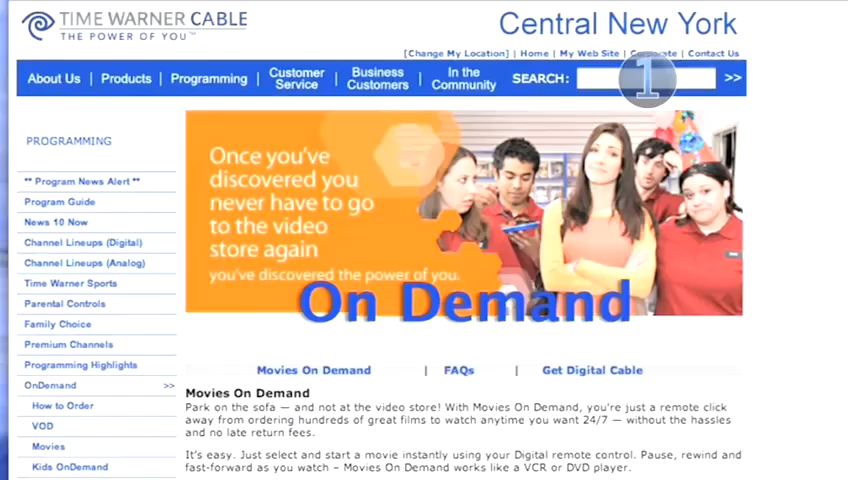 TIME WARNER CABLE
THE POWER OF YOU™
Central New York
[Change My Location] | Home | My Web Site | Corporate | Contact Us
About Us | Products | Programming | Customer Service | Business Customers | In the Community SEARCH: >>
1
PROGRAMMING
** Program News Alert **
Program Guide
News 10 Now
Channel Lineups (Digital)
Channel Lineups (Analog)
Time Warner Sports
Parental Controls
Family Choice
Premium Channels
Programming Highlights
OnDemand >>
How to Order
VOD
Movies
Kids OnDemand
Once you've
discovered you
never have to go
to the video
store again
you've discovered the power of you.
On Demand
Movies On Demand | FAQs | Get Digital Cable
Movies On Demand
Park on the sofa — and not at the video store! With Movies On Demand, you're just a remote click
away from ordering hundreds of great films to watch anytime you want 24/7 — without the hassles
and no late return fees.
It's easy. Just select and start a movie instantly using your Digital remote control. Pause, rewind and
fast-forward as you watch – Movies On Demand works like a VCR or DVD player.